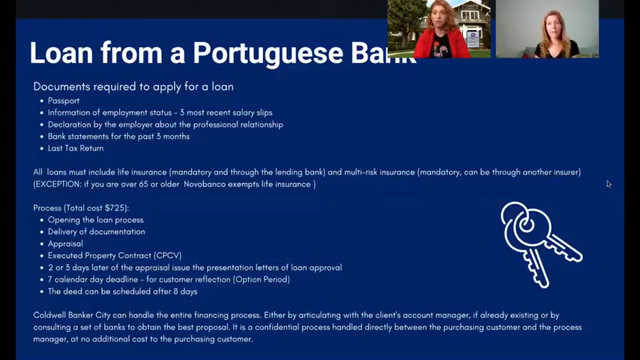 Loan from a Portuguese Bank
Documents required to apply for a loan
• Passport
• Information of employment status - 3 most recent salary slips
• Declaration by the employer about the professional relationship
• Bank statements for the past 3 months
• Last Tax Return
All loans must include life insurance (mandatory and through the lending bank) and multi-risk insurance (mandatory, can be through another insurer)
(EXCEPTION: if you are over 65 or older Novobanco exempts life insurance )
Process (Total cost $725):
• Opening the loan process
• Delivery of documentation
• Appraisal
• Executed Property Contract (CPCV)
• 2 or 3 days later of the appraisal issue the presentation letters of loan approval
• 7 calendar day deadline - for customer reflection (Option Period)
• The deed can be scheduled after 8 days
Coldwell Banker City can handle the entire financing process. Either by articulating with the client's account manager, if already existing or by
consulting a set of banks to obtain the best proposal. It is a confidential process handled directly between the purchasing customer and the process
manager, at no additional cost to the purchasing customer.